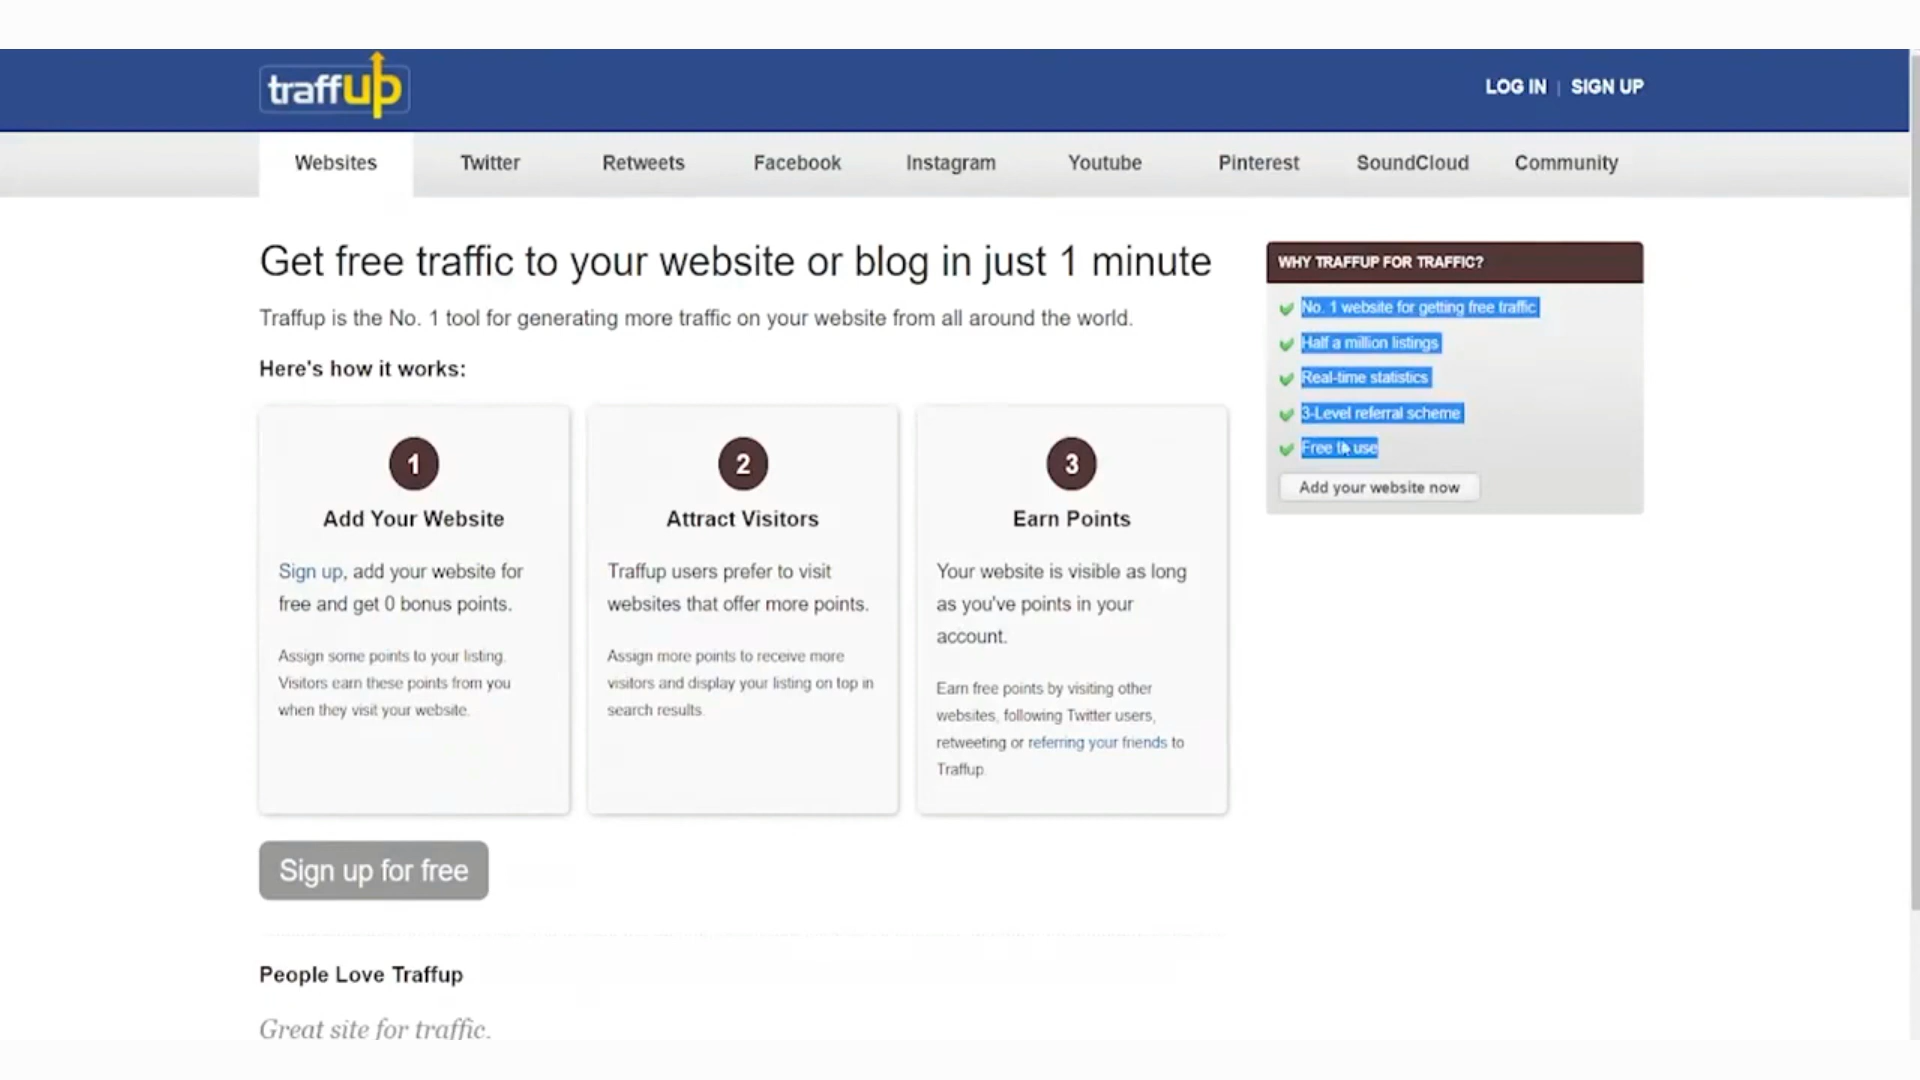 traffup
LOG IN | SIGN UP
Websites Twitter Retweets Facebook Instagram Youtube Pinterest SoundCloud Community
Get free traffic to your website or blog in just 1 minute
Traffup is the No. 1 tool for generating more traffic on your website from all around the world.
Here's how it works:
1
Add Your Website
Sign up, add your website for
free and get 0 bonus points.
Assign some points to your listing.
Visitors earn these points from you
when they visit your website.
2
Attract Visitors
Traffup users prefer to visit
websites that offer more points.
Assign more points to receive more
visitors and display your listing on top in
search results.
3
Earn Points
Your website is visible as long
as you've points in your
account.
Earn free points by visiting other
websites, following Twitter users,
retweeting or referring your friends to
Traffup.
WHY TRAFFUP FOR TRAFFIC?
No. 1 website for getting free traffic
Half a million listings
Real-time statistics
3-Level referral scheme
Free to use
Add your website now
Sign up for free
People Love Traffup
Great site for traffic.